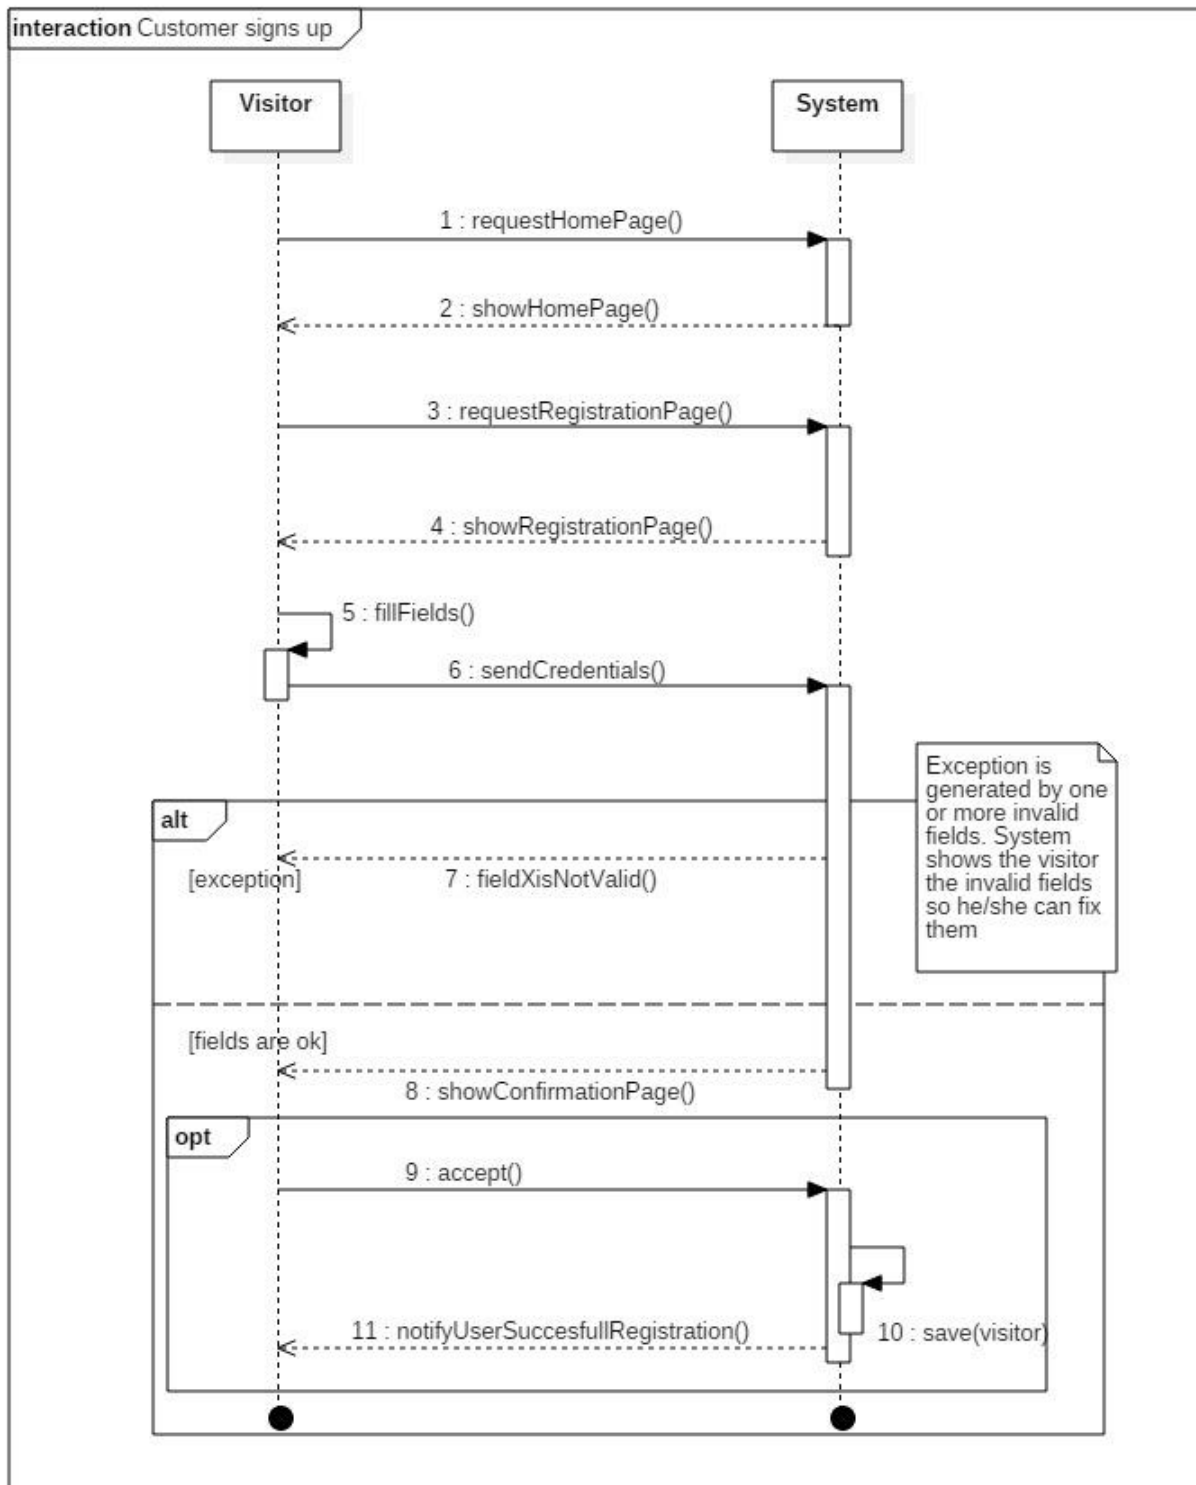 interaction Customer signs up
Visitor
System
1 : requestHomePage()
2 : showHomePage()
3 : requestRegistrationPage()
4 : showRegistrationPage()
5 : fillFields()
6 : sendCredentials()
Exception is
generated by one
or more invalid
fields. System
shows the visitor
the invalid fields
so he/she can fix
them
alt
[exception]
7 : fieldXisNotValid()
[fields are ok]
8 : showConfirmationPage()
opt
9 : accept()
11 : notifyUserSuccesfullRegistration()
10 : save(visitor)